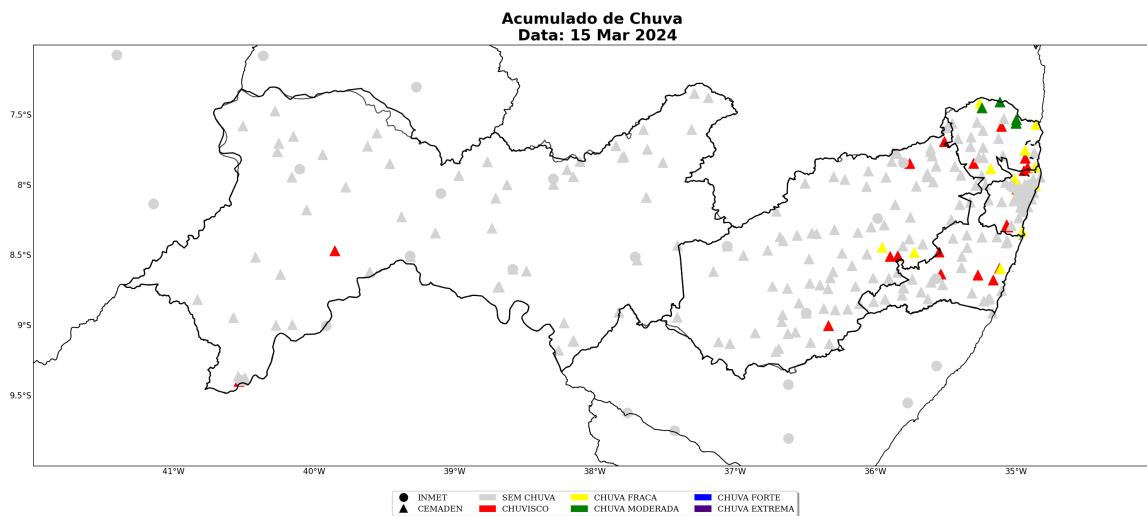 Acumulado de Chuva
Data: 15 Mar 2024
7.5°S
8°S
8.5°S
9°S
9.5°S
41°W 40°W 39°W 38°W 37°W 36°W 35°W
INMET SEM CHUVA CHUVA FRACA CHUVA FORTE
CEMADEN CHUVISCO CHUVA MODERADA CHUVA EXTREMA